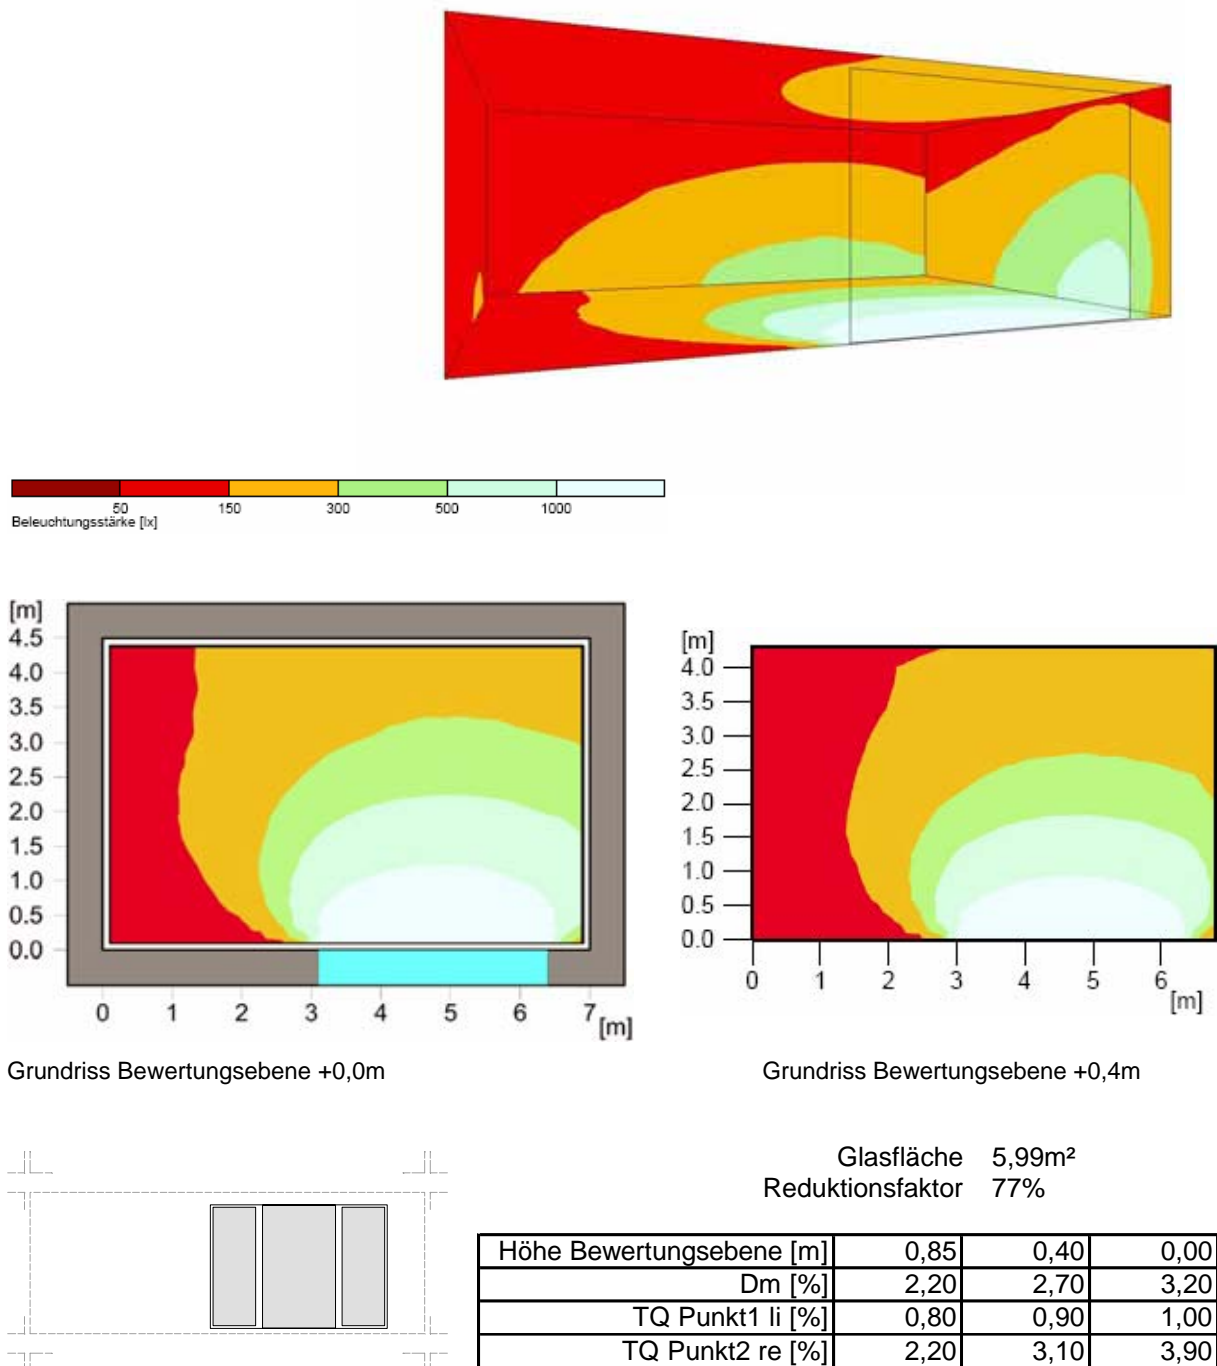 50 150 300 500 1000
Beleuchtungsstärke [lx]
[m]
4.5
4.0
3.5
3.0
2.5
2.0
1.5
1.0
0.5
0.0
0 1 2 3 4 5 6 7 [m]
[m]
4.0
3.5
3.0
2.5
2.0
1.5
1.0
0.5
0.0
0 1 2 3 4 5 6
[m]
Grundriss Bewertungsebene +0,0m
Grundriss Bewertungsebene +0,4m
Glasfläche 5,99m²
Reduktionsfaktor 77%
Höhe Bewertungsebene [m] 0,85 0,40 0,00
Dm [%] 2,20 2,70 3,20
TQ Punkt1 li [%] 0,80 0,90 1,00
TQ Punkt2 re [%] 2,20 3,10 3,90